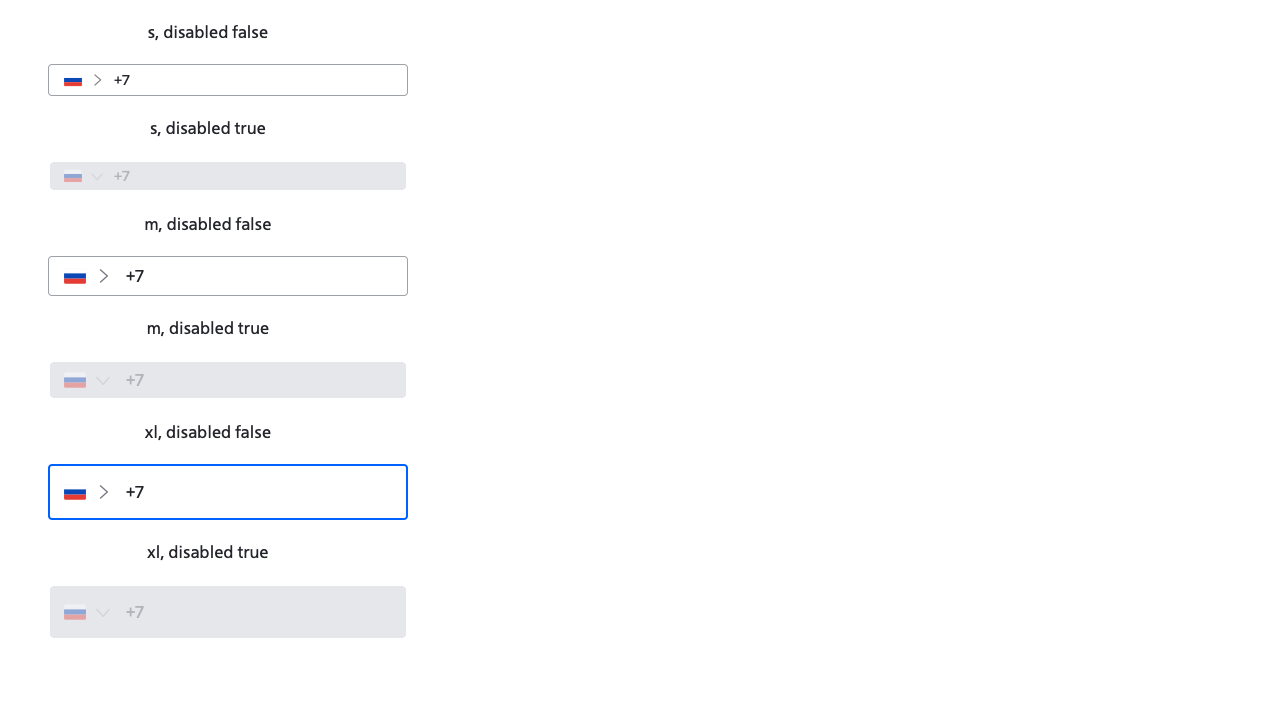 s, disabled false
+7
s, disabled true
+7
m, disabled false
+7
m, disabled true
+7
xl, disabled false
+7
xl, disabled true
+7